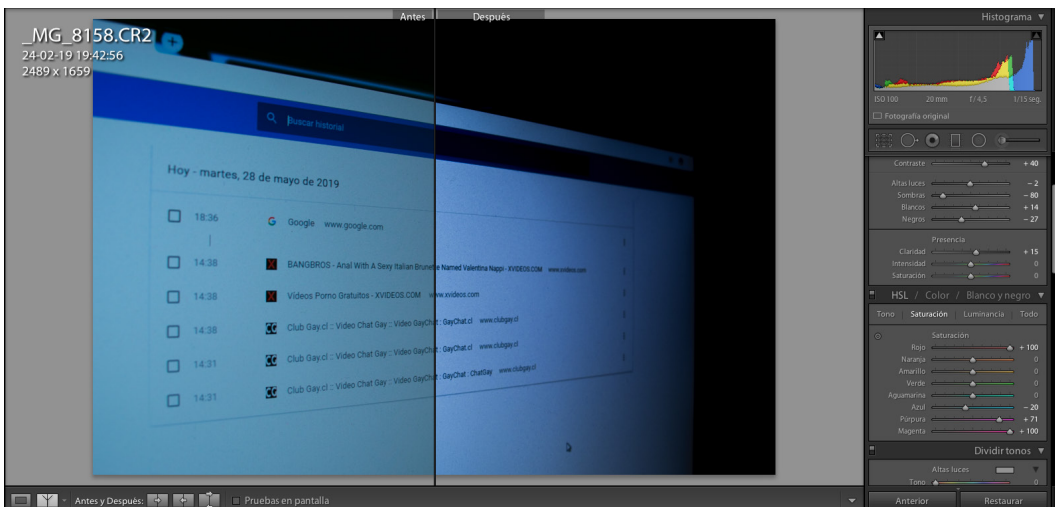 Antes Despuès
_MG_8158.CR2
24-02-19 19:42:56
2489 x 1659
Buscar historial
Hoy - martes, 28 de mayo de 2019
18:36 Google www.google.com
14:38 BANGBROS - Anal With A Sexy Italian Brunette Named Valentina Nappi - XVIDEOS.COM www.xvideos.com
14:38 Vídeos Porno Gratuitos - XVIDEOS.COM www.xvideos.com
14:38 Club Gay.cl :: Video Chat Gay :: Video GayChat : GayChat.cl www.clubgay.cl
14:31 Club Gay.cl :: Video Chat Gay :: Video GayChat : GayChat.cl www.clubgay.cl
14:31 Club Gay.cl :: Video Chat Gay :: Video GayChat : ChatGay www.clubgay.cl
Histograma
ISO 100 20 mm f / 4,5 1/15 seg.
Fotografía original
Contraste + 40
Altas luces − 2
Sombras − 80
Blancos + 14
Negros − 27
Presencia
Claridad + 15
Intensidad 0
Saturación 0
HSL / Color / Blanco y negro
Tono Saturación Luminancia Todo
Saturación
Rojo + 100
Naranja 0
Amarillo 0
Verde 0
Aguamarina 0
Azul − 20
Púrpura + 71
Magenta + 100
Dividir tonos
Altas luces
Tono 0
Antes y Después: Pruebas en pantalla
Anterior Restaurar